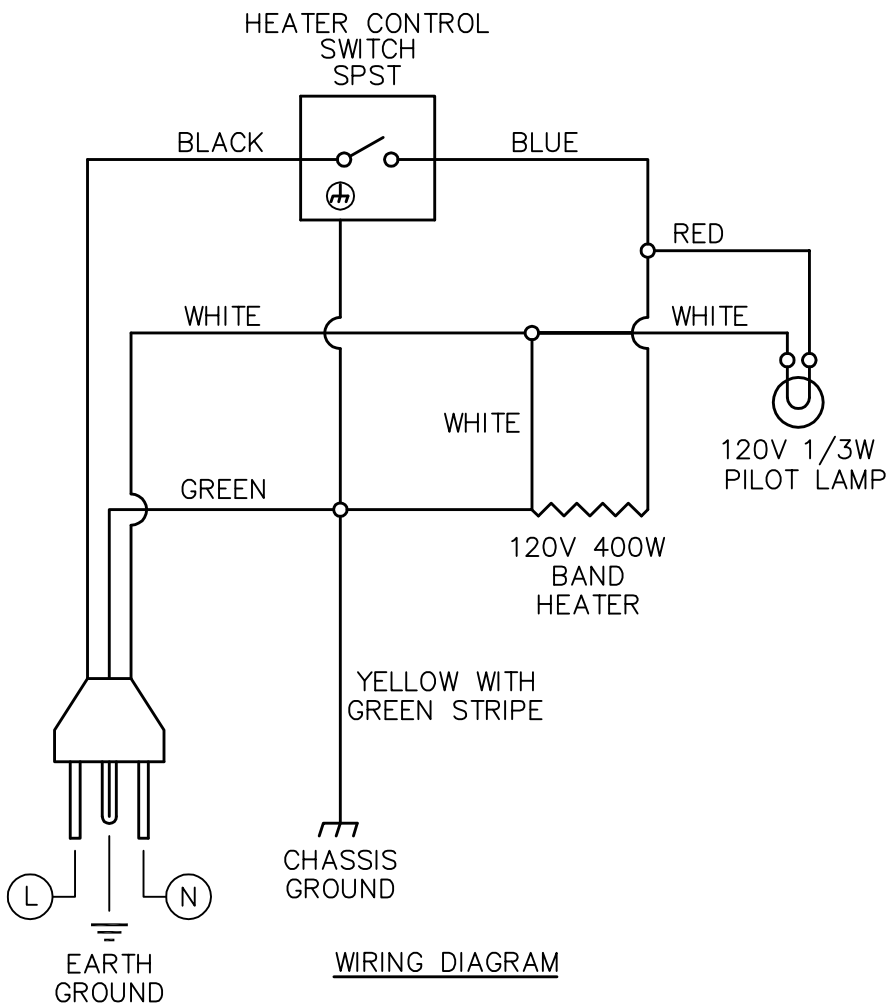 HEATER CONTROL
SWITCH
SPST
BLACK
BLUE
RED
WHITE
WHITE
WHITE
120V 1/3W
PILOT LAMP
GREEN
120V 400W
BAND
HEATER
YELLOW WITH
GREEN STRIPE
CHASSIS
GROUND
L
N
EARTH
GROUND
WIRING DIAGRAM